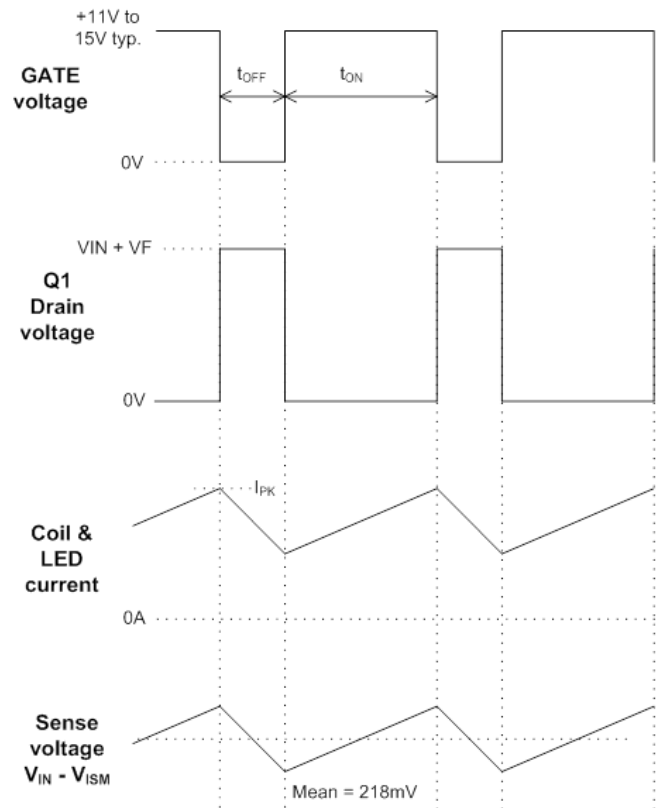 +11V to
15V typ.
GATE
voltage
tOFF
tON
0V
VIN + VF
Q1
Drain
voltage
0V
IPK
Coil &
LED
current
0A
Sense
voltage
VIN - VISM
Mean = 218mV